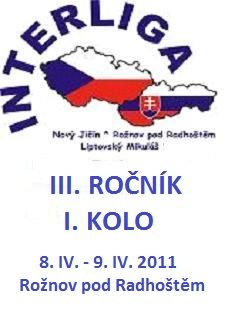 INTERLIGA
Nový Jičín * Rožnov pod Radhoštěm
Liptovský Mikuláš
III. ROČNÍK
I. KOLO
8. IV. - 9. IV. 2011
Rožnov pod Radhoštěm